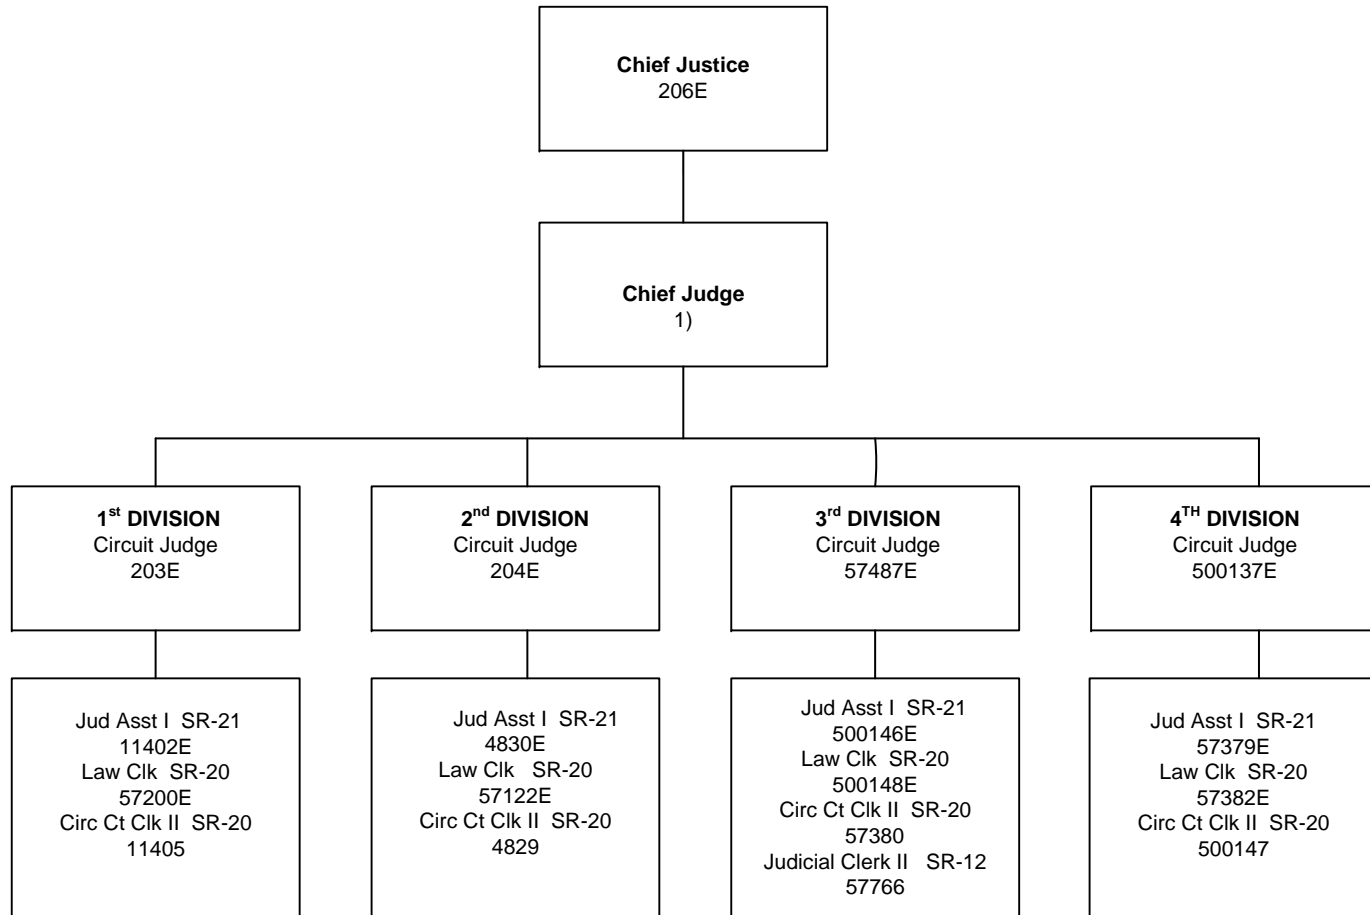 Chief Justice
206E
Chief Judge
1)
1st DIVISION
Circuit Judge
203E
2nd DIVISION
Circuit Judge
204E
3rd DIVISION
Circuit Judge
57487E
4TH DIVISION
Circuit Judge
500137E
Jud Asst I SR-21
11402E
Law Clk SR-20
57200E
Circ Ct Clk II SR-20
11405
Jud Asst I SR-21
4830E
Law Clk SR-20
57122E
Circ Ct Clk II SR-20
4829
Jud Asst I SR-21
500146E
Law Clk SR-20
500148E
Circ Ct Clk II SR-20
57380
Judicial Clerk II SR-12
57766
Jud Asst I SR-21
57379E
Law Clk SR-20
57382E
Circ Ct Clk II SR-20
500147